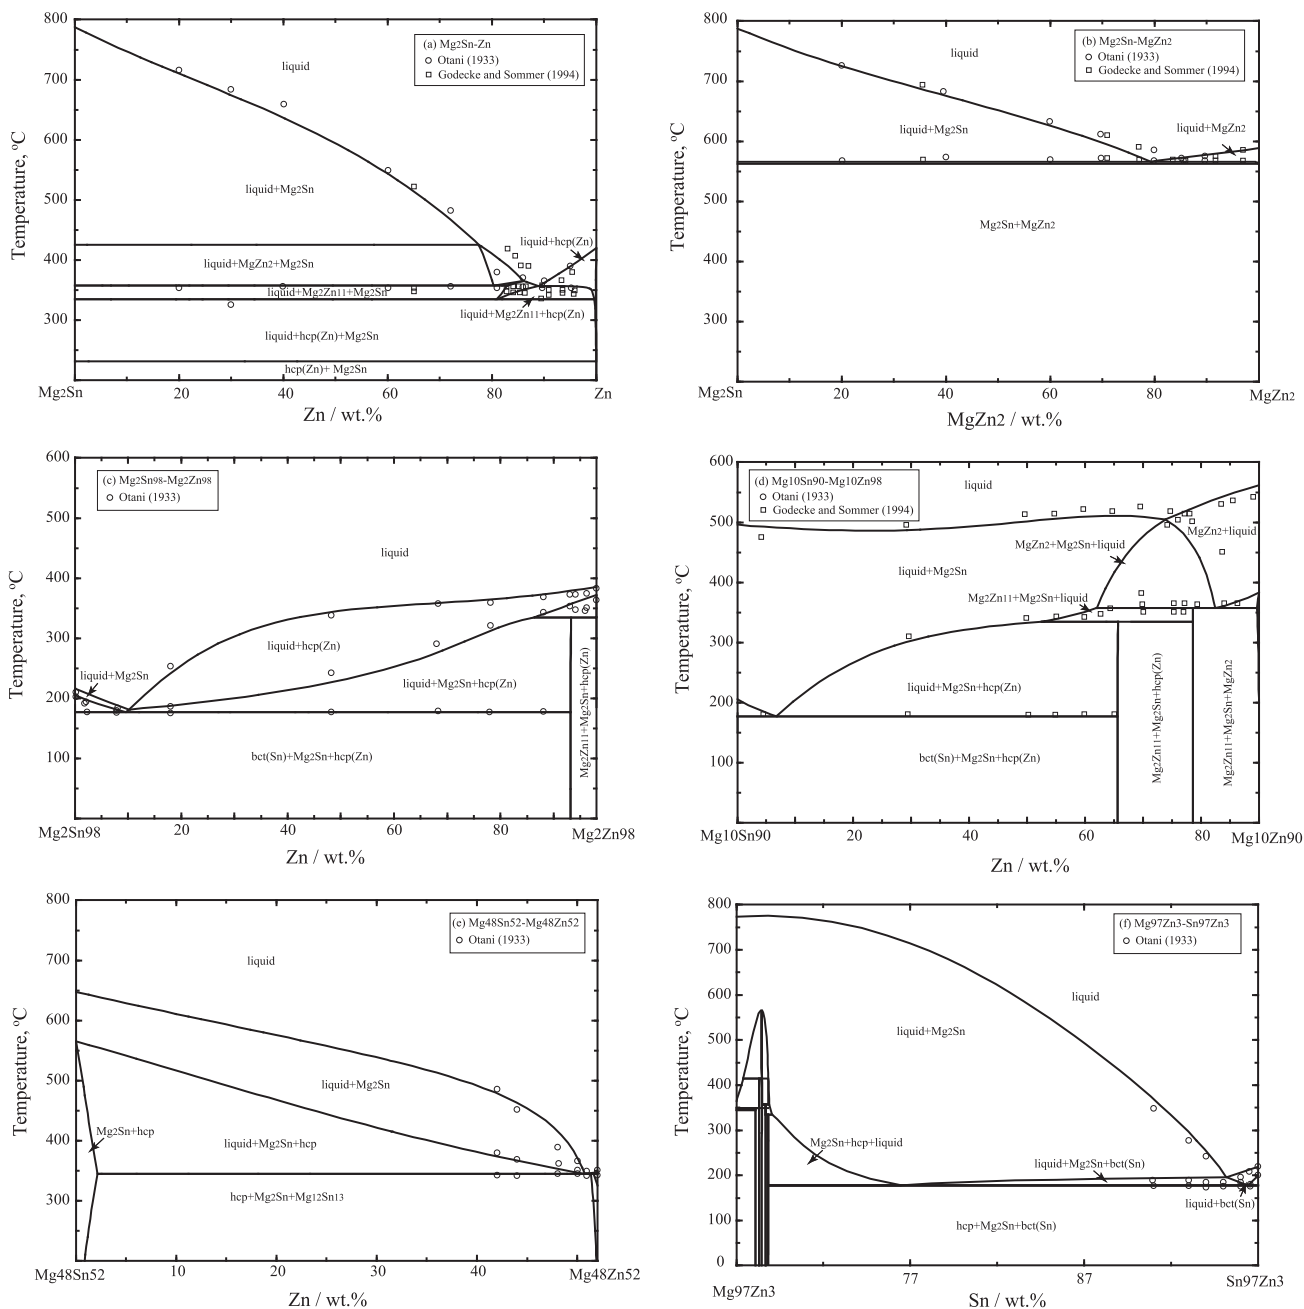 (a) Mg2Sn-Zn
Otani (1933)
Godecke and Sommer (1994)
800
700
600
500
400
300
Temperature, °C
liquid
liquid+Mg2Sn
liquid+hcp(Zn)
liquid+MgZn2+Mg2Sn
liquid+Mg2Zn11+Mg2Sn
liquid+Mg2Zn11+hcp(Zn)
liquid+hcp(Zn)+Mg2Sn
hcp(Zn)+ Mg2Sn
Mg2Sn 20 40 60 80 Zn
Zn / wt.%
(b) Mg2Sn-MgZn2
Otani (1933)
Godecke and Sommer (1994)
800
700
600
500
400
300
Temperature, °C
liquid
liquid+MgZn2
liquid+Mg2Sn
Mg2Sn+MgZn2
Mg2Sn 20 40 60 80 MgZn2
MgZn2 / wt.%
(c) Mg2Sn98-Mg2Zn98
Otani (1933)
600
500
400
300
200
100
Temperature, °C
liquid
liquid+hcp(Zn)
liquid+Mg2Sn
liquid+Mg2Sn+hcp(Zn)
bct(Sn)+Mg2Sn+hcp(Zn)
Mg2Zn11+Mg2Sn+hcp(Zn)
Mg2Sn98 20 40 60 80 Mg2Zn98
Zn / wt.%
(d) Mg10Sn90-Mg10Zn98
Otani (1933)
Godecke and Sommer (1994)
600
500
400
300
200
100
0
Temperature, °C
liquid
MgZn2+liquid
MgZn2+Mg2Sn+liquid
liquid+Mg2Sn
Mg2Zn11+Mg2Sn+liquid
liquid+Mg2Sn+hcp(Zn)
bct(Sn)+Mg2Sn+hcp(Zn)
Mg2Zn11+Mg2Sn+hcp(Zn)
Mg2Zn11+Mg2Sn+MgZn2
Mg10Sn90 20 40 60 80 Mg10Zn90
Zn / wt.%
(e) Mg48Sn52-Mg48Zn52
Otani (1933)
800
700
600
500
400
300
Temperature, °C
liquid
liquid+Mg2Sn
Mg2Sn+hcp
liquid+Mg2Sn+hcp
hcp+Mg2Sn+Mg12Sn13
Mg48Sn52 10 20 30 40 Mg48Zn52
Zn / wt.%
(f) Mg97Zn3-Sn97Zn3
Otani (1933)
800
700
600
500
400
300
200
100
0
Temperature, °C
liquid
liquid+Mg2Sn
Mg2Sn+hcp+liquid
liquid+Mg2Sn+bct(Sn)
liquid+bct(Sn)
hcp+Mg2Sn+bct(Sn)
Mg97Zn3 77 87 Sn97Zn3
Sn / wt.%